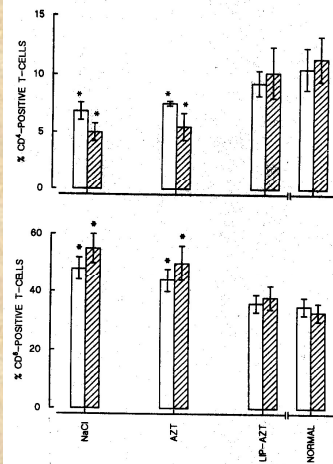 % CD4-POSITIVE T-CELLS
15
10
5
0
* * * *
% CD8-POSITIVE T-CELLS
60
40
20
0
* * * *
NaCl
AZT
LIP-AZT
NORMAL